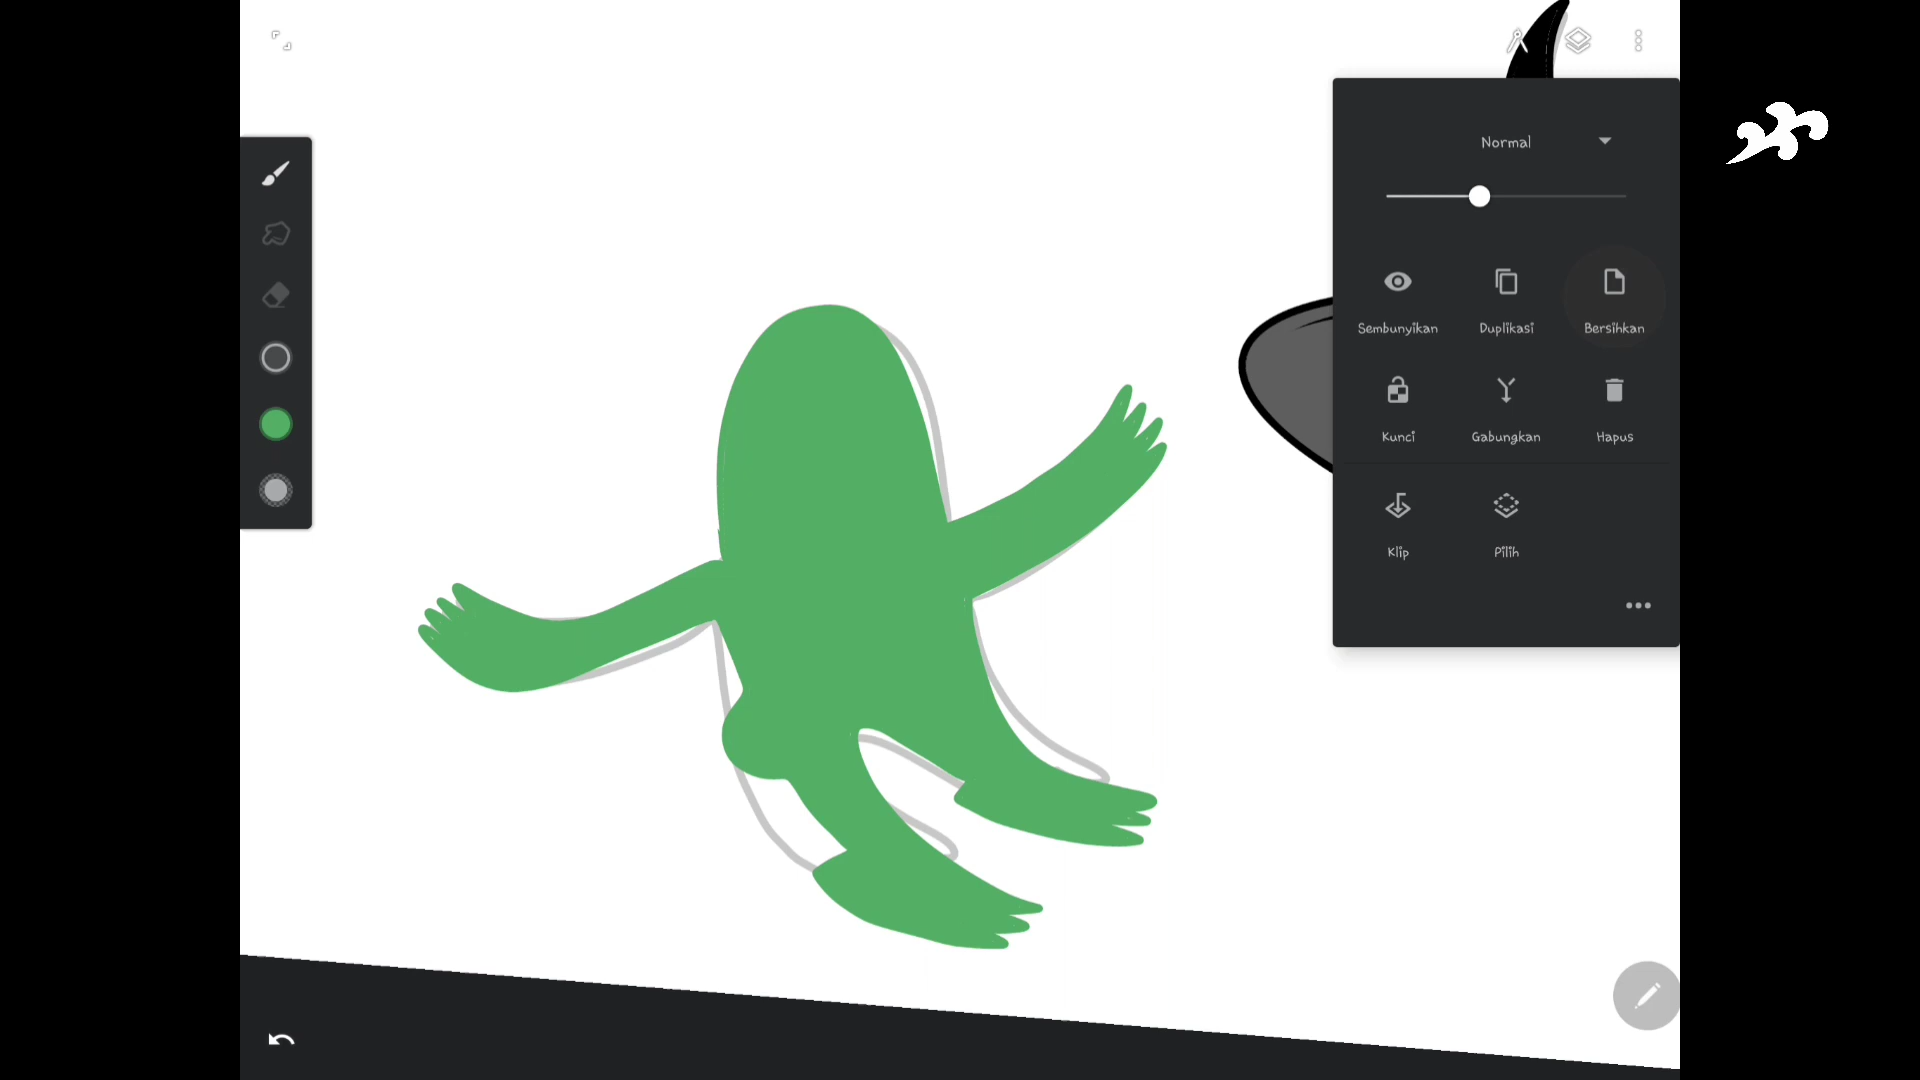 Normal
Sembunyikan Duplikasi Bersihkan
Kunci Gabungkan Hapus
Klip Pilih